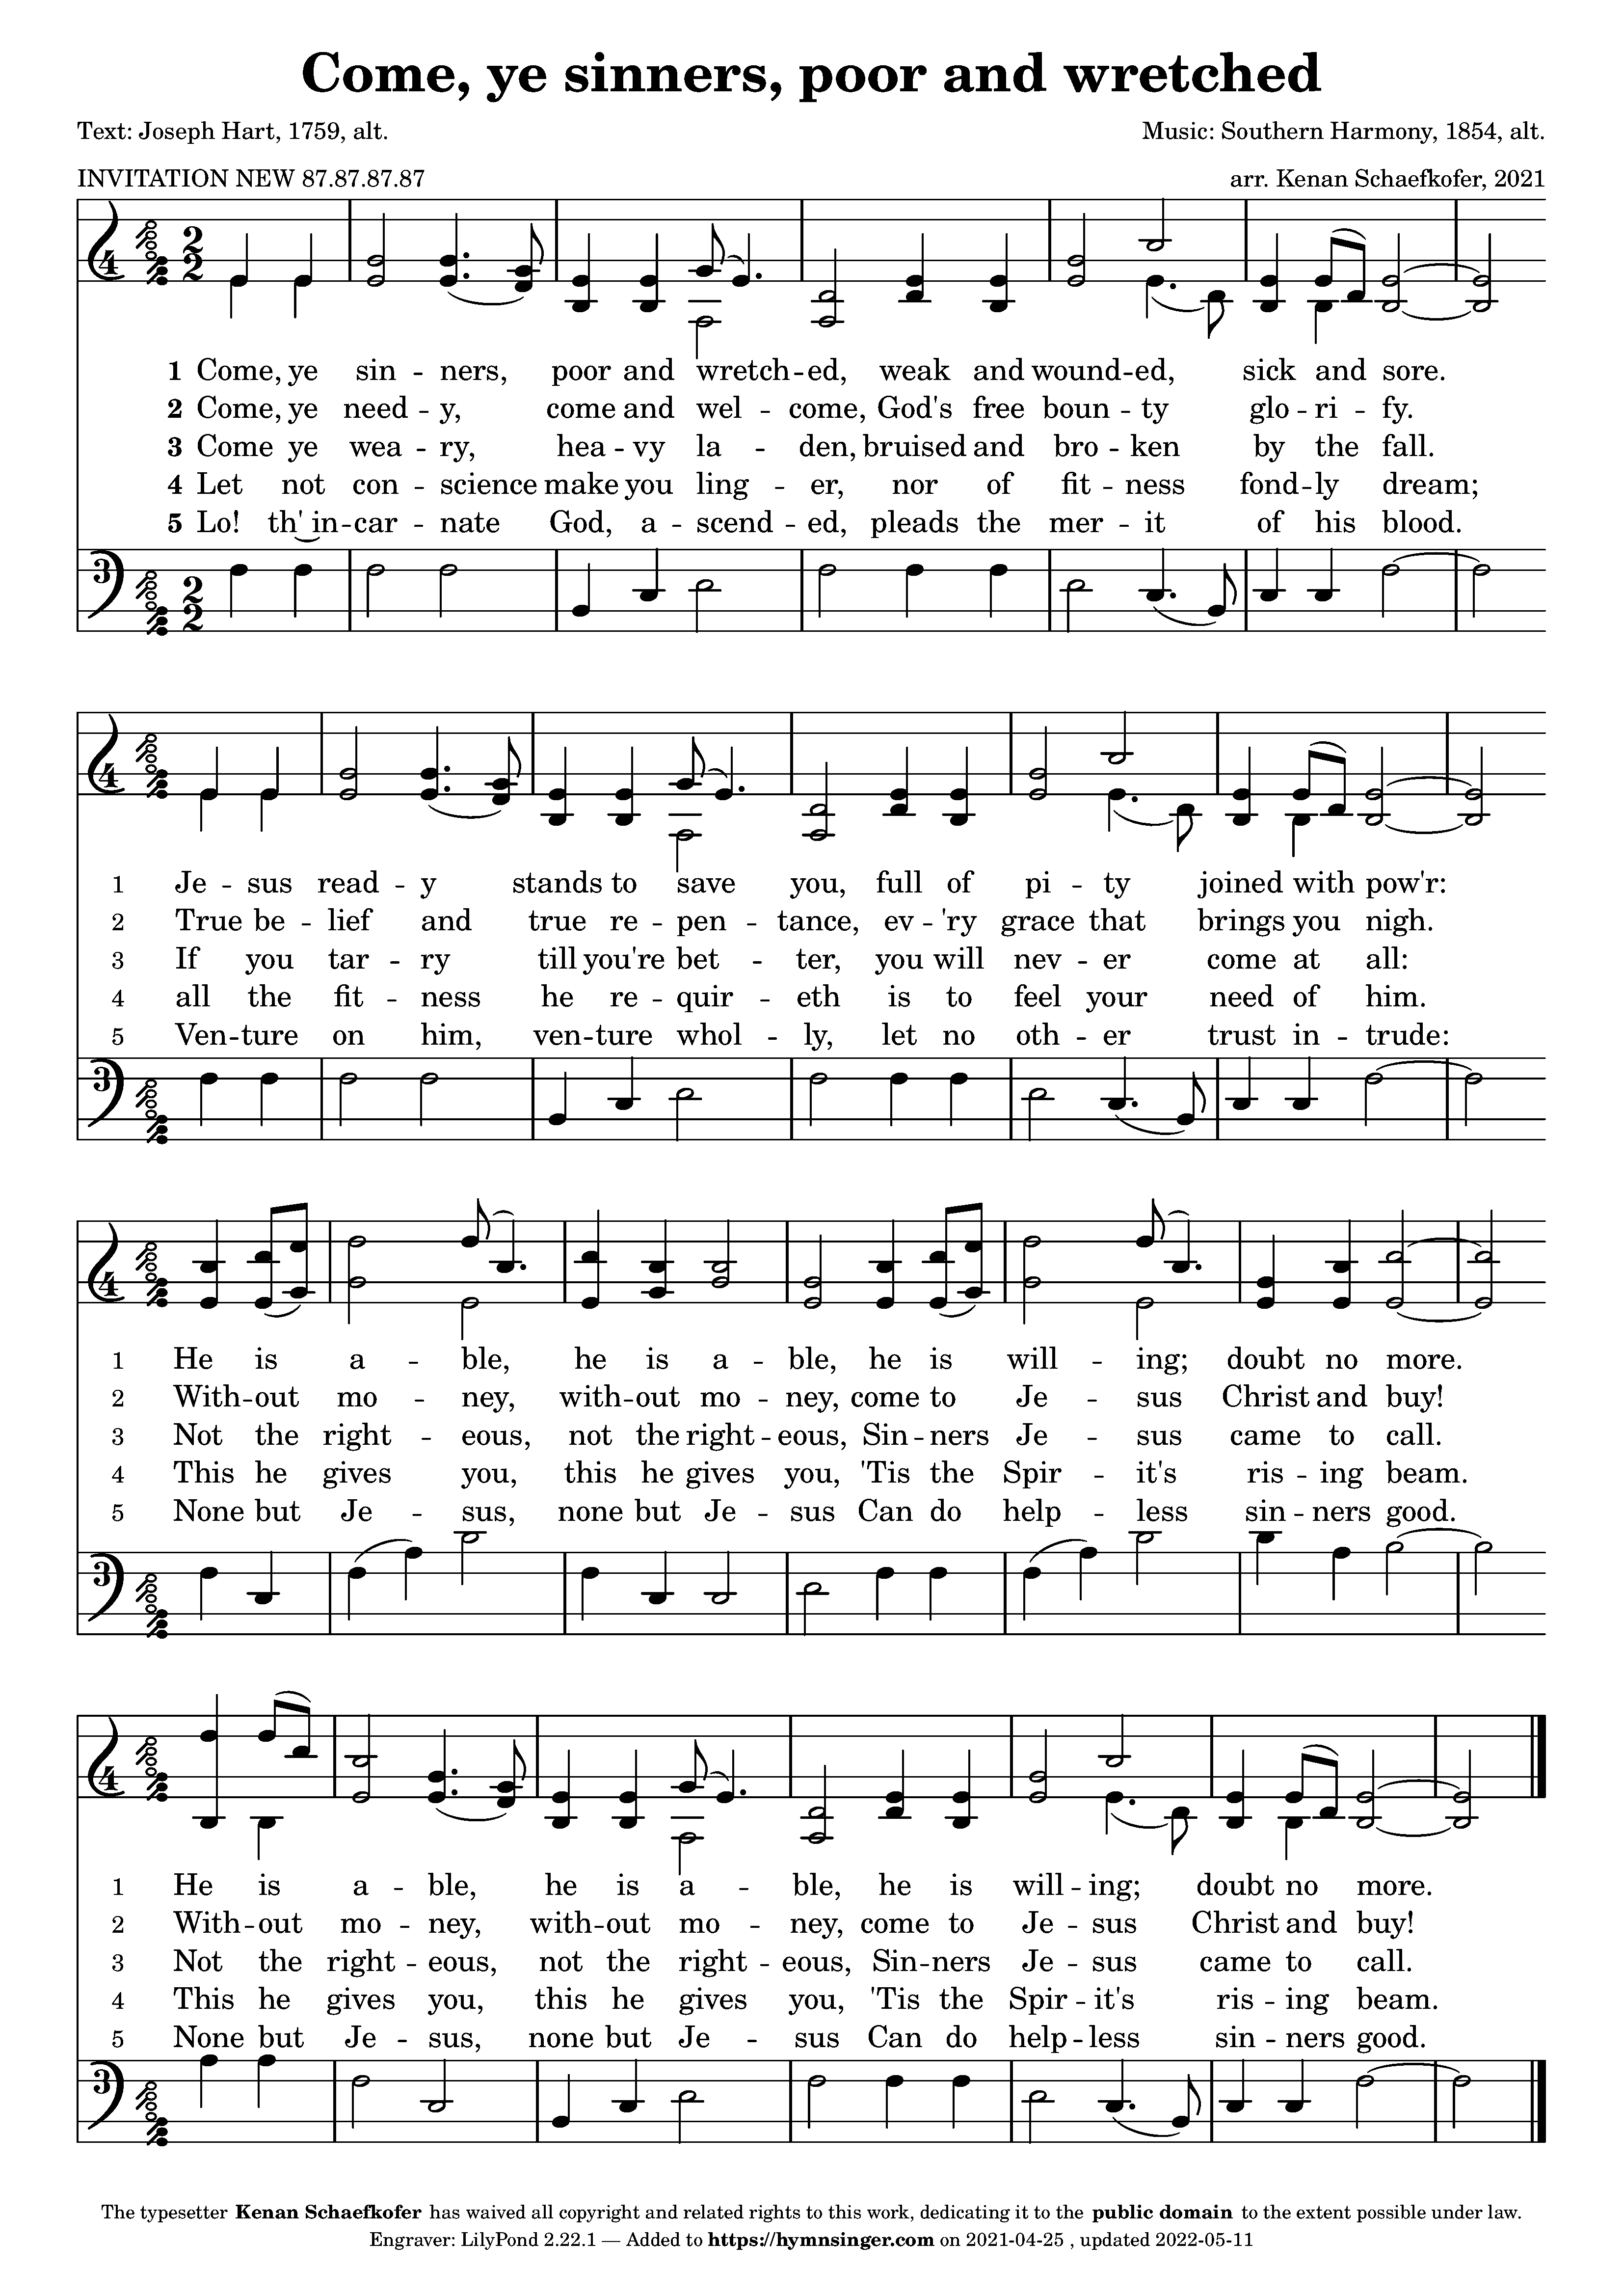 Come, ye sinners, poor and wretched
Text: Joseph Hart, 1759, alt.
Music: Southern Harmony, 1854, alt.
INVITATION NEW 87.87.87.87
arr. Kenan Schaefkofer, 2021
4 2 2
1 Come, ye sin -- ners, poor and wretch -- ed, weak and wound -- ed, sick and sore.
2 Come, ye need -- y, come and wel -- come, God's free boun -- ty glo -- ri -- fy.
3 Come ye wea -- ry, hea -- vy la -- den, bruised and bro -- ken by the fall.
4 Let not con -- science make you ling -- er, nor of fit -- ness fond -- ly dream;
5 Lo! th'‿in -- car -- nate God, a -- scend -- ed, pleads the mer -- it of his blood.
3 2 2
4
1 Je -- sus read -- y stands to save you, full of pi -- ty joined with pow'r:
2 True be -- lief and true re -- pen -- tance, ev -- 'ry grace that brings you nigh.
3 If you tar -- ry till you're bet -- ter, you will nev -- er come at all:
4 all the fit -- ness he re -- quir -- eth is to feel your need of him.
5 Ven -- ture on him, ven -- ture whol -- ly, let no oth -- er trust in -- trude:
3
4
1 He is a -- ble, he is a -- ble, he is will -- ing; doubt no more.
2 With -- out mo -- ney, with -- out mo -- ney, come to Je -- sus Christ and buy!
3 Not the right -- eous, not the right -- eous, Sin -- ners Je -- sus came to call.
4 This he gives you, this he gives you, 'Tis the Spir -- it's ris -- ing beam.
5 None but Je -- sus, none but Je -- sus Can do help -- less sin -- ners good.
3
4
1 He is a -- ble, he is a -- ble, he is will -- ing; doubt no more.
2 With -- out mo -- ney, with -- out mo -- ney, come to Je -- sus Christ and buy!
3 Not the right -- eous, not the right -- eous, Sin -- ners Je -- sus came to call.
4 This he gives you, this he gives you, 'Tis the Spir -- it's ris -- ing beam.
5 None but Je -- sus, none but Je -- sus Can do help -- less sin -- ners good.
3
The typesetter Kenan Schaefkofer has waived all copyright and related rights to this work, dedicating it to the public domain to the extent possible under law.
Engraver: LilyPond 2.22.1 — Added to https://hymnsinger.com on 2021-04-25 , updated 2022-05-11